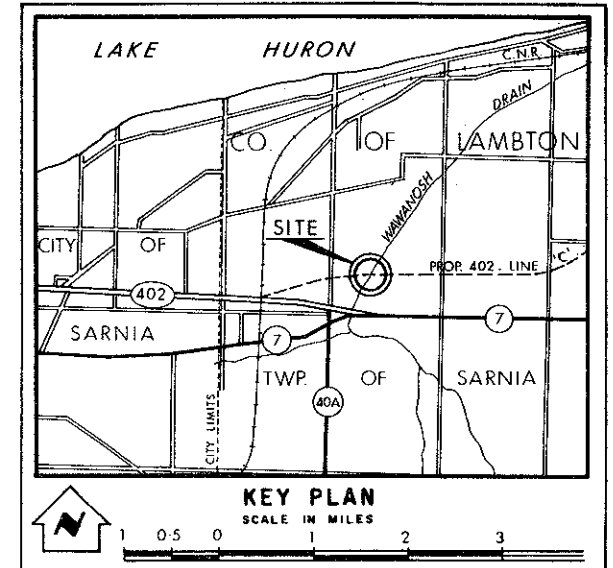 LAKE HURON
C.N.R.
DRAIN
CO. OF LAMBTON
WAWANOSH
SITE
CITY OF
PROP. 402 - LINE 'C'
402
SARNIA
7
7
TWP. OF SARNIA
40A
CITY LIMITS
KEY PLAN
SCALE IN MILES
N
1 0·5 0 1 2 3